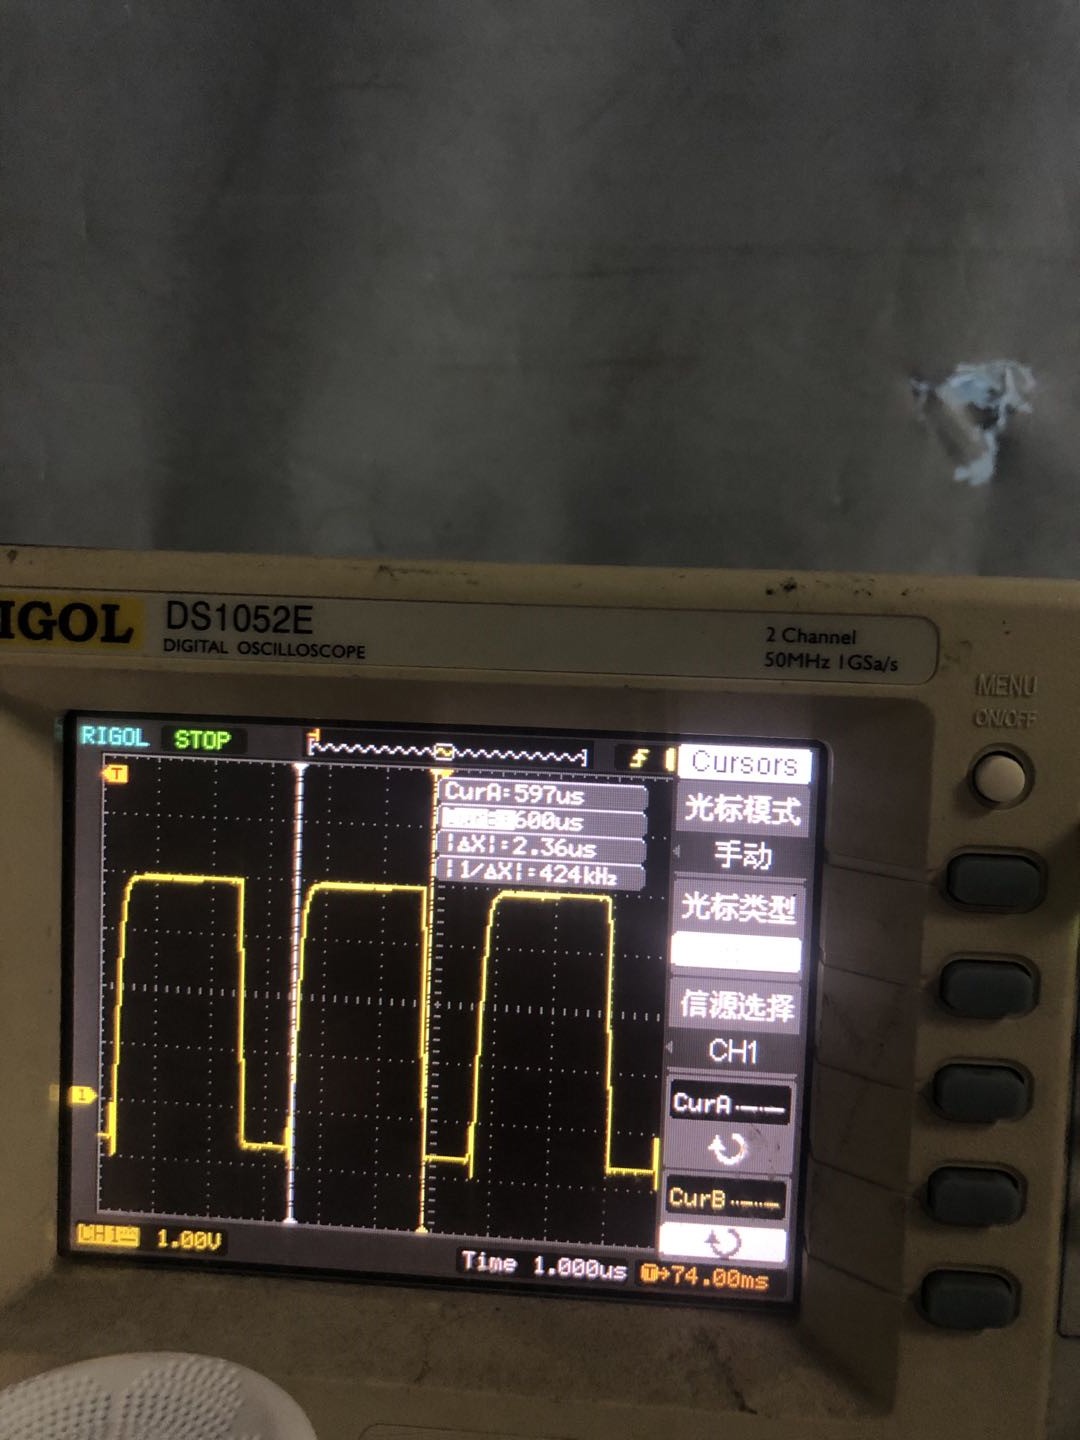 IGOL DS1052E
DIGITAL OSCILLOSCOPE
2 Channel
50MHz 1GSa/s
MENU
ON/OFF
RIGOL STOP
T
Cursors
CurA:597us
600us
|ΔX|:2.36us
|1/ΔX|:424kHz
光标模式
手动
光标类型
信源选择
CH1
CurA
CurB
1
CH1 1.00V
Time 1.000us T→74.00ms